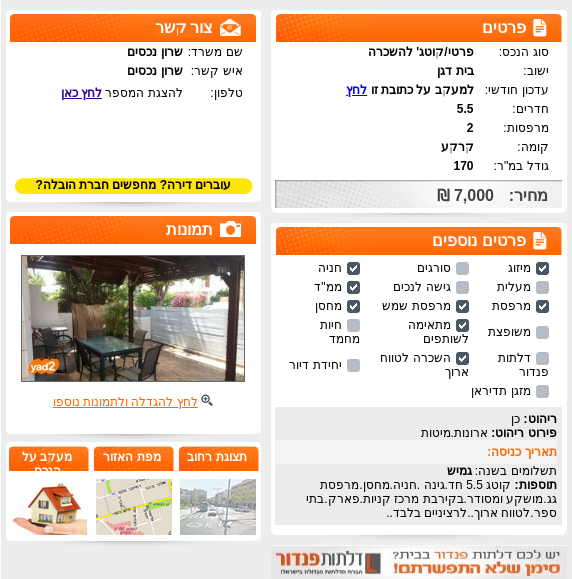 פרטים
סוג הנכס: פרטי/קוטג' להשכרה
ישוב: בית דגן
עדכון חודשי: למעקב על כתובת זו לחץ
חדרים: 5.5
מרפסות: 2
קומה: קרקע
גודל במ"ר: 170
מחיר: 7,000 ₪
צור קשר
שם משרד: שרון נכסים
איש קשר: שרון נכסים
טלפון: להצגת המספר לחץ כאן
עוברים דירה? מחפשים חברת הובלה?
פרטים נוספים
מיזוג סורגים חניה
מעלית גישה לנכים ממ"ד
מרפסת מרפסת שמש מחסן
משופצת מתאימה לשותפים חיות מחמד
דלתות פנדור השכרה לטווח ארוך יחידת דיור
מזגן תדיראן
ריהוט: כן
פירוט ריהוט: ארונות.מיטות
תאריך כניסה:
תשלומים בשנה: גמיש
תוספות: קוטג 5.5 חד.גינה .חניה.מחסן.מרפסת
גג.מושקע ומסודר.בקירבת מרכז קניות.פארק.בתי
ספר.לטווח ארוך..לרציניים בלבד..
תמונות
yad2
לחץ להגדלה ולתמונות נוספו
תצוגת רחוב
מפת האזור
מעקב על
הנכס
יש לכם דלתות פנדור בבית?
סימן שלא התפשרתם!
דלתותפנדור
חברת הדלתות הגדולה בישראל